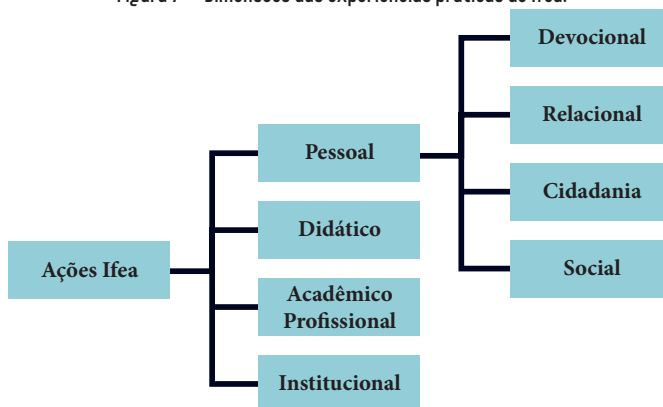 Devocional
Relacional
Pessoal
Cidadania
Didático
Social
Ações Ifea
Acadêmico
Profissional
Institucional